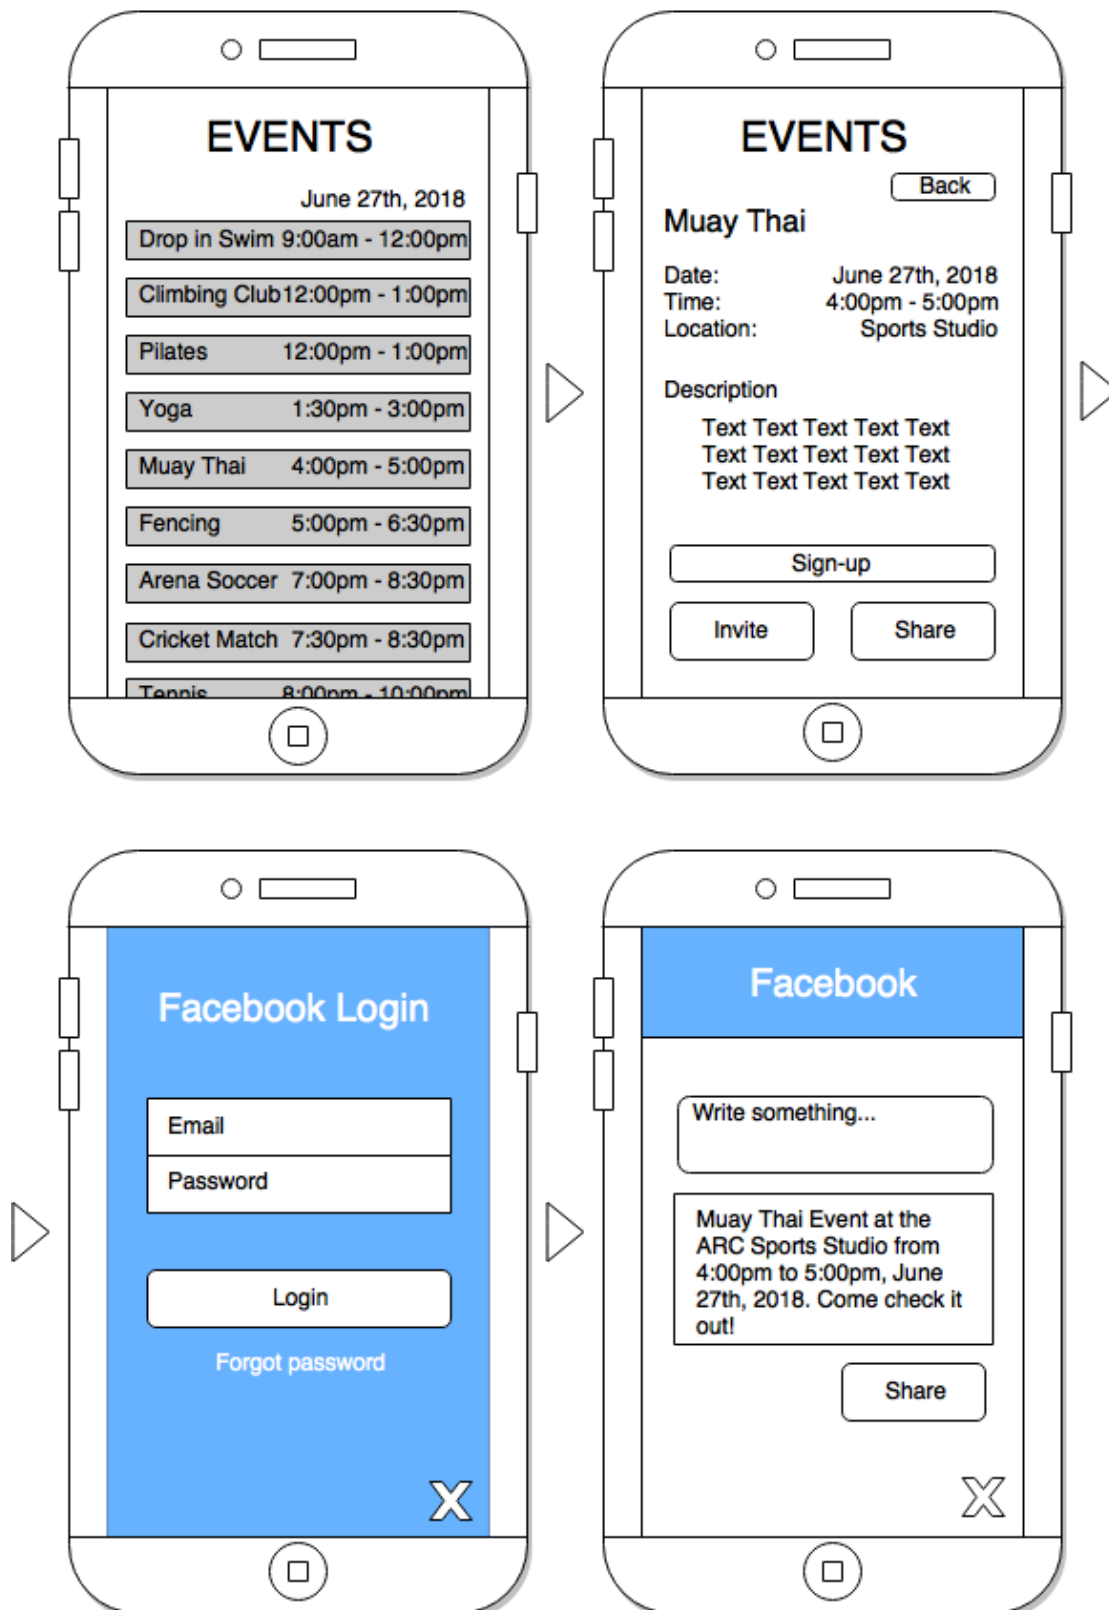 EVENTS
June 27th, 2018
Drop in Swim 9:00am - 12:00pm
Climbing Club 12:00pm - 1:00pm
Pilates 12:00pm - 1:00pm
Yoga 1:30pm - 3:00pm
Muay Thai 4:00pm - 5:00pm
Fencing 5:00pm - 6:30pm
Arena Soccer 7:00pm - 8:30pm
Cricket Match 7:30pm - 8:30pm
Tennis 8:00pm - 10:00pm
EVENTS
Back
Muay Thai
Date: June 27th, 2018
Time: 4:00pm - 5:00pm
Location: Sports Studio
Description
Text Text Text Text Text
Text Text Text Text Text
Text Text Text Text Text
Sign-up
Invite Share
Facebook Login
Email
Password
Login
Forgot password
X
Facebook
Write something...
Muay Thai Event at the
ARC Sports Studio from
4:00pm to 5:00pm, June
27th, 2018. Come check it
out!
Share
X